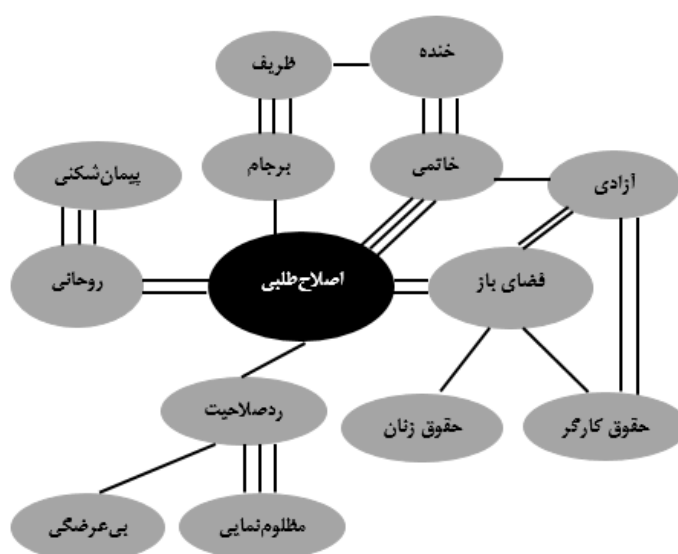 خنده
ظریف
خاتمی
برجام
پیمان‌شکنی
آزادی
اصلاح‌طلبی
فضای باز
روحانی
ردصلاحیت
حقوق زنان
حقوق کارگر
مظلوم‌نمایی
بی‌عرضگی